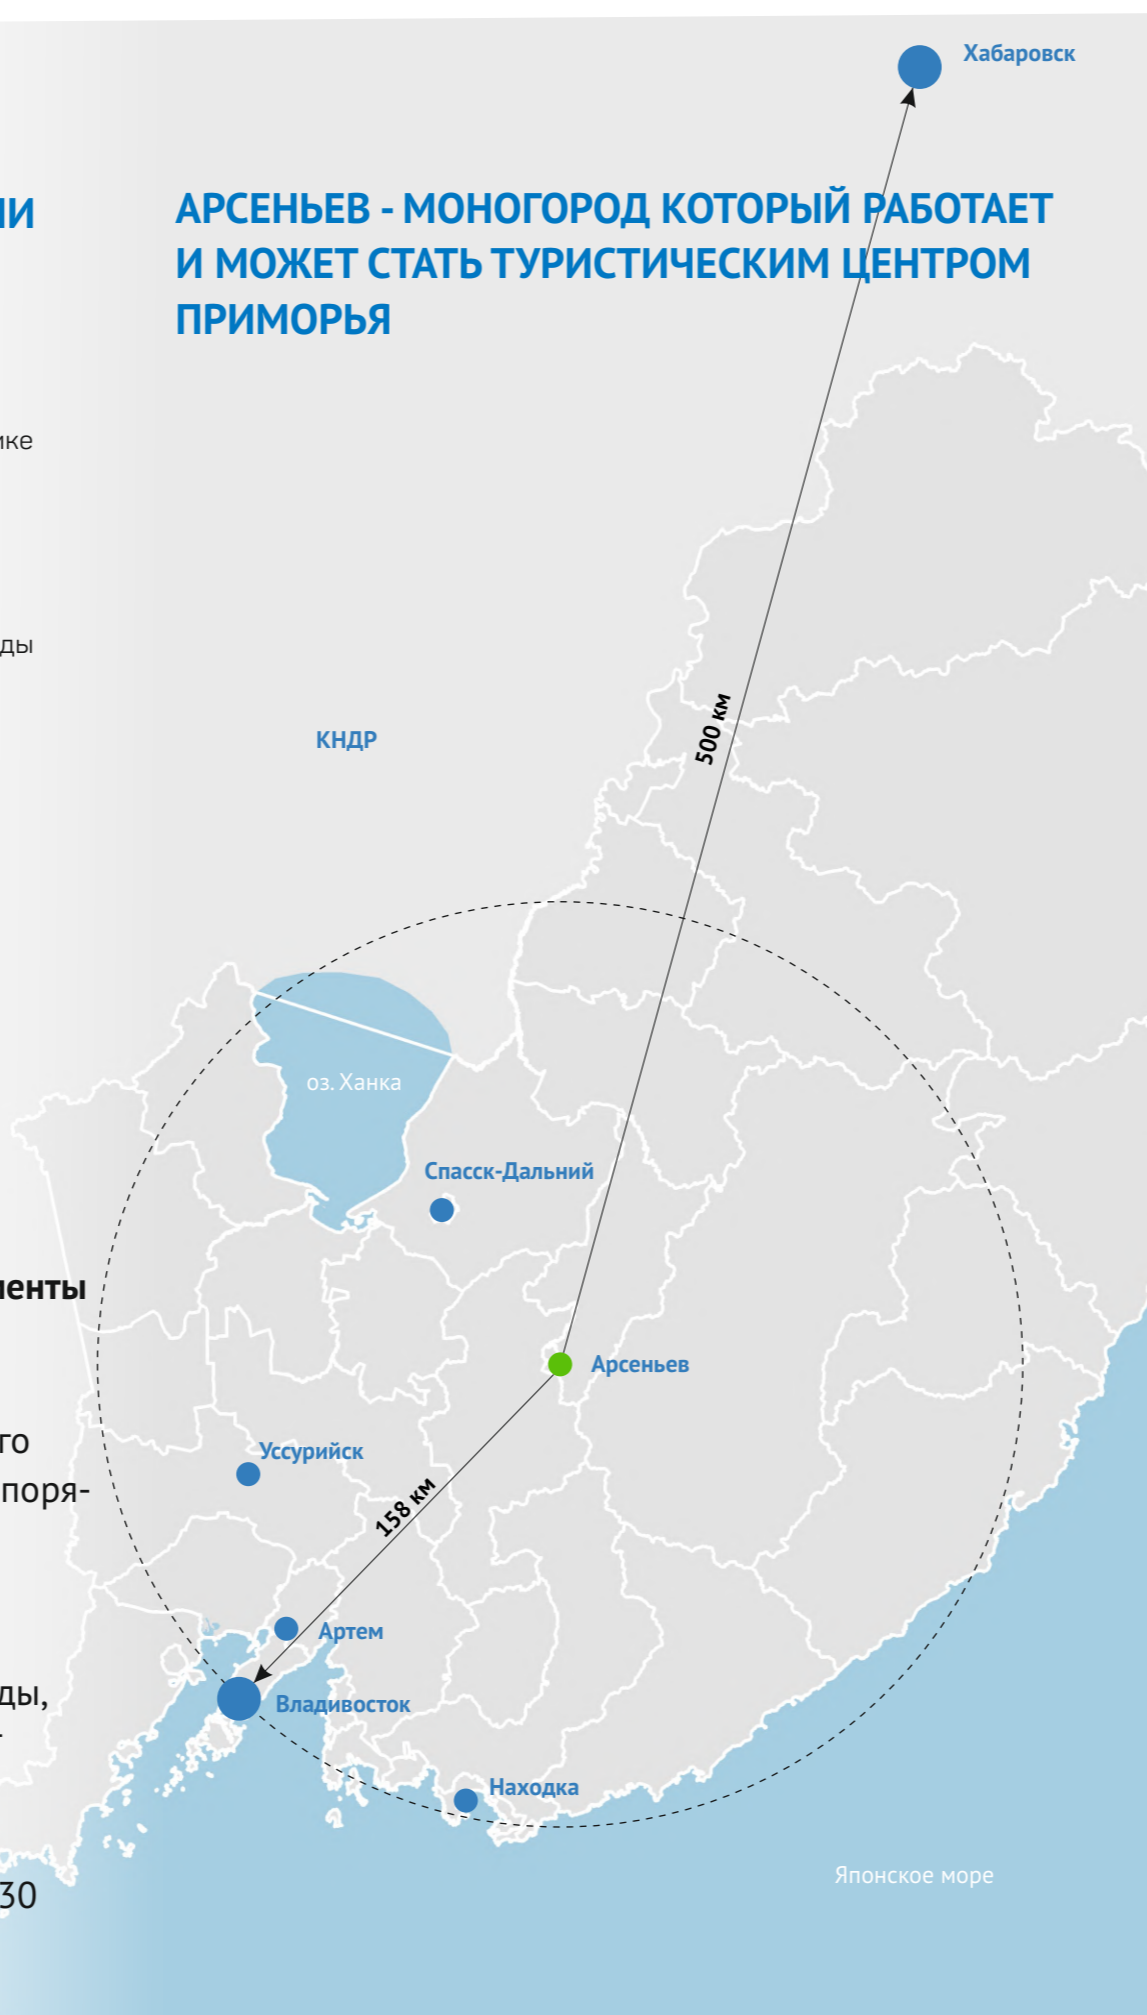 Хабаровск
ИИ
АРСЕНЬЕВ - МОНОГОРОД КОТОРЫЙ РАБОТАЕТ
И МОЖЕТ СТАТЬ ТУРИСТИЧЕСКИМ ЦЕНТРОМ
ПРИМОРЬЯ
ике
ды
500 км
КНДР
оз. Ханка
Спасск-Дальний
менты
Арсеньев
го
Уссурийск
поря-
158 км
Артем
ды,
Владивосток
Находка
Японское море
30